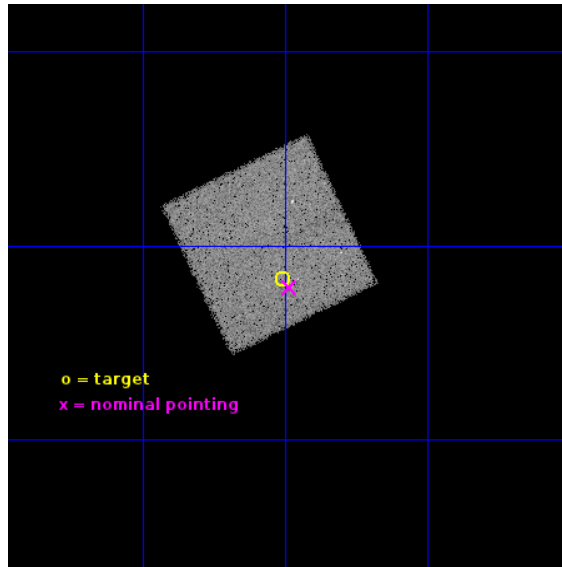 o = target
x = nominal pointing